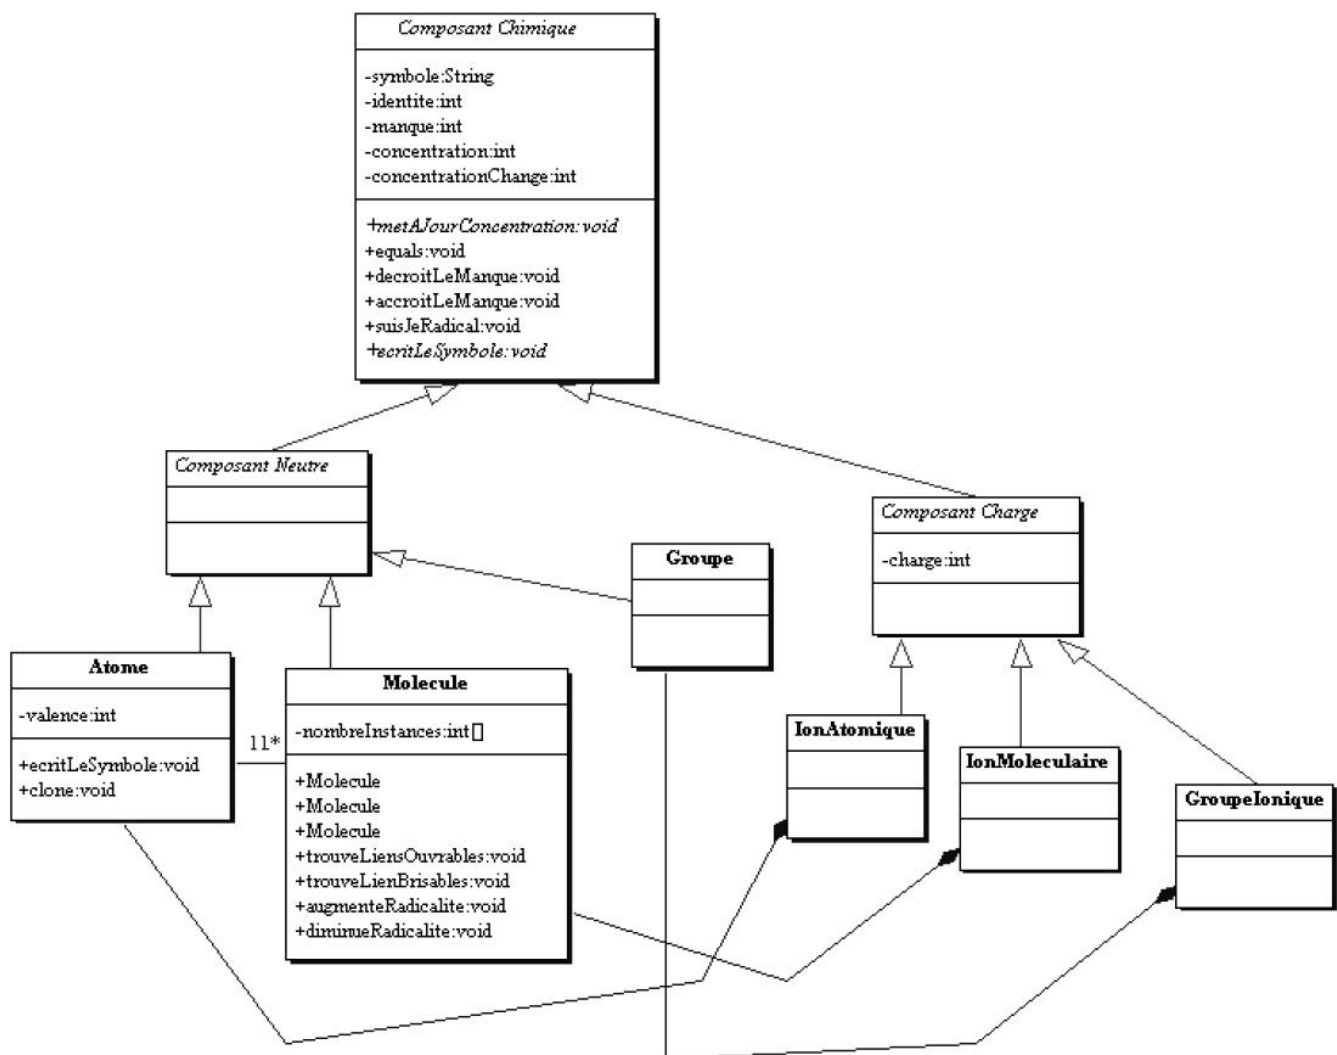 Composant Chimique
-symbole:String
-identite:int
-manque:int
-concentration:int
-concentrationChange:int
+metAJourConcentration:void
+equals:void
+decroitLeManque:void
+accroitLeManque:void
+suisJeRadical:void
+ecritLeSymbole:void
Composant Neutre
Composant Charge
-charge:int
Groupe
Atome
-valence:int
+ecritLeSymbole:void
+clone:void
11*
Molecule
-nombreInstances:int[]
+Molecule
+Molecule
+Molecule
+trouveLiensOuvrables:void
+trouveLienBrisables:void
+augmenteRadicalite:void
+diminueRadicalite:void
IonAtomique
IonMoleculaire
GroupeIonique